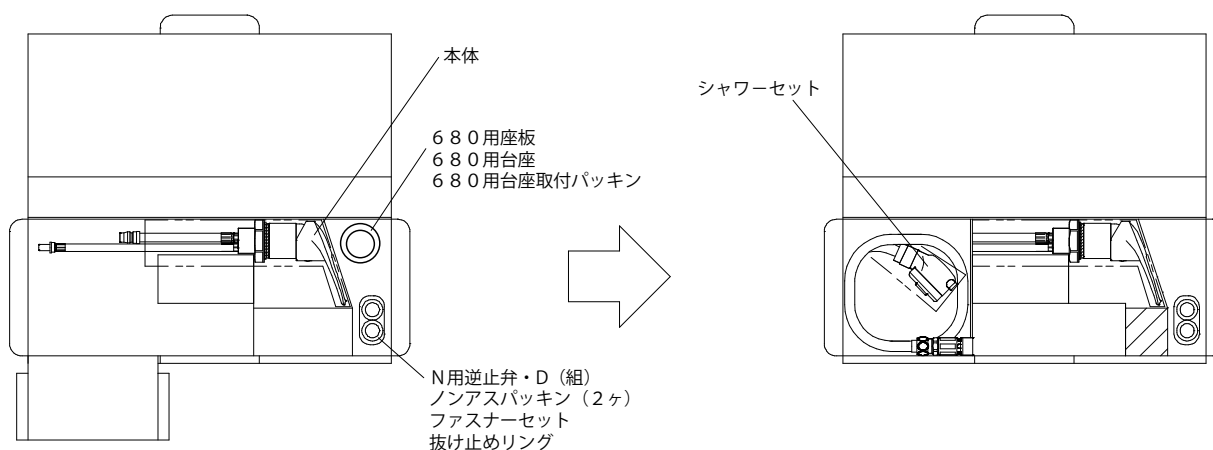 本体
６８０用座板
６８０用台座
６８０用台座取付パッキン
Ｎ用逆止弁・Ｄ（組）
ノンアスパッキン（２ヶ）
ファスナーセット
抜け止めリング
シャワーセット